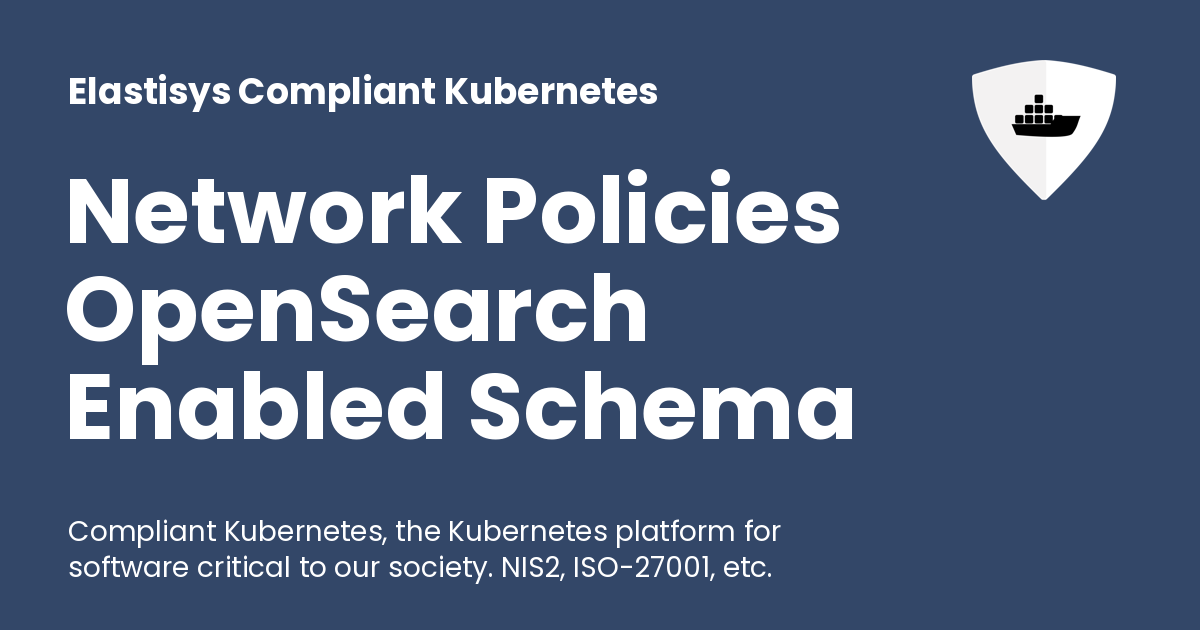 Elastisys Compliant Kubernetes
Network Policies
OpenSearch
Enabled Schema
Compliant Kubernetes, the Kubernetes platform for
software critical to our society. NIS2, ISO-27001, etc.